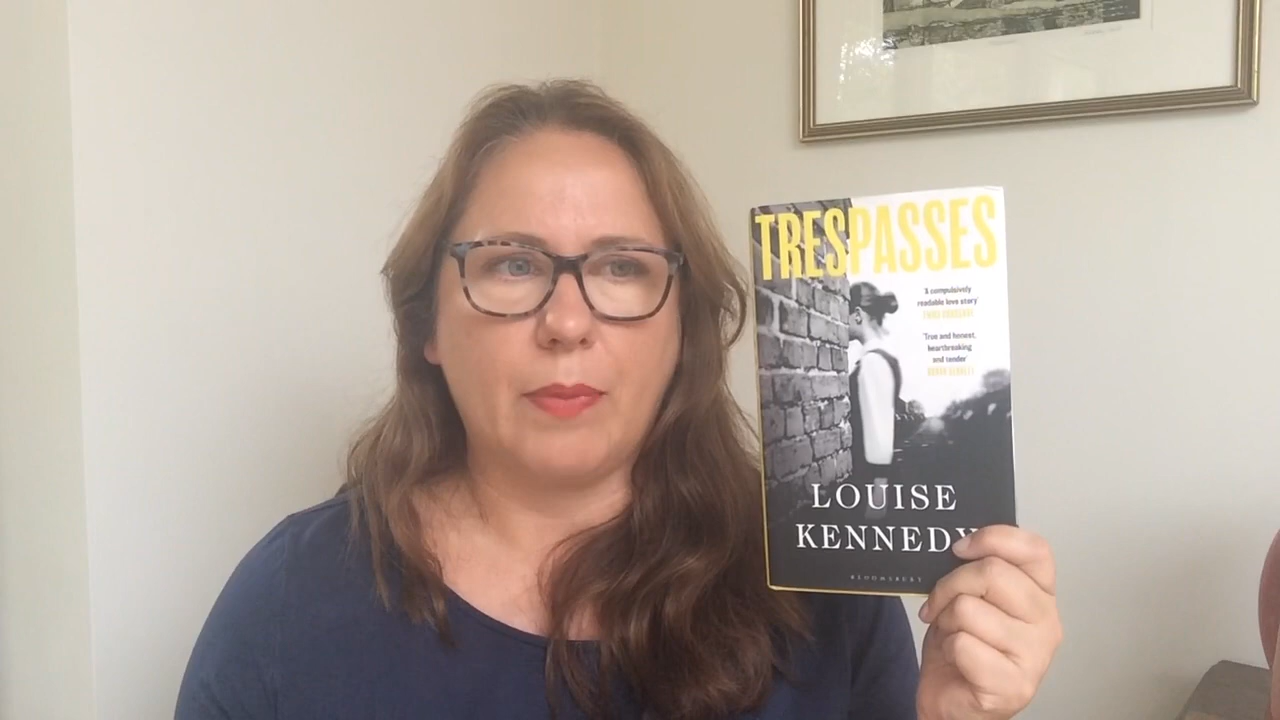 TRESPASSES
'A compulsively
readable love story'
'True and honest,
heartbreaking
and tender'
LOUISE
KENNEDY
BLOOMSBURY